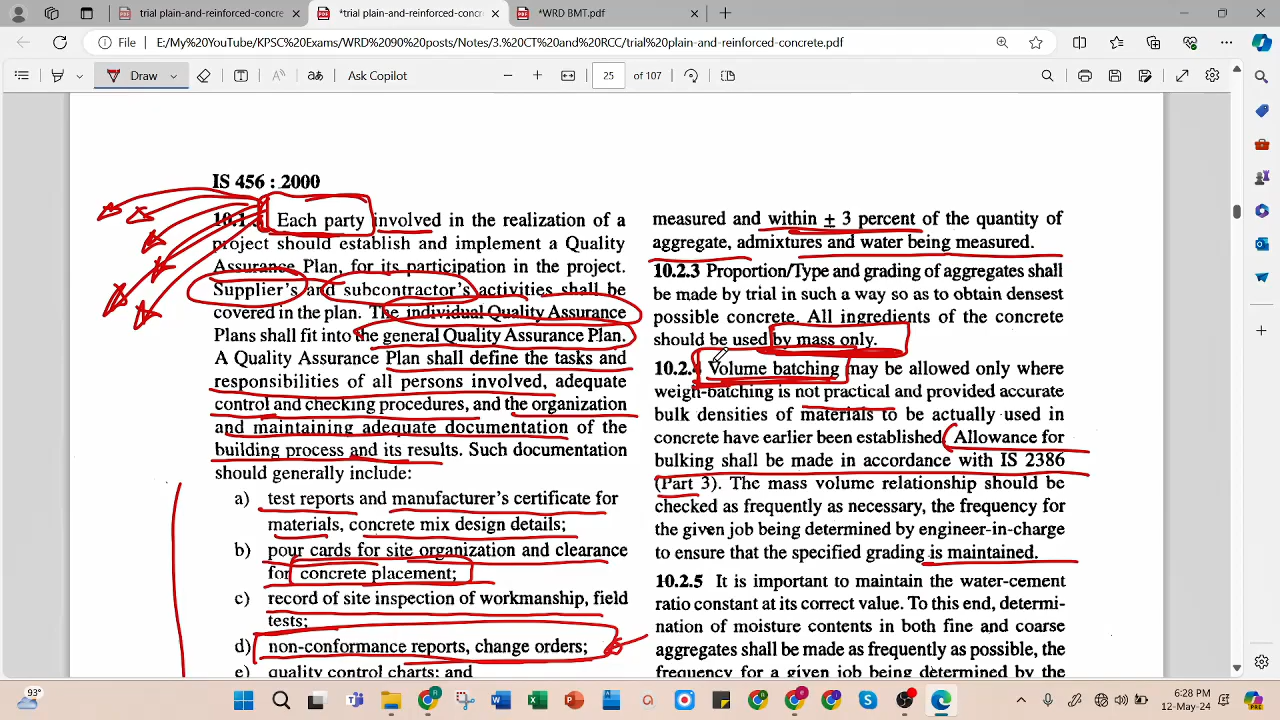 trial plain-and-reinforced-concre
*trial plain-and-reinforced-conc
*WRD BMT.pdf
File
E:/My%20YouTube/KPSC%20Exams/WRD%2090%20posts/Notes/3.%20CT%20and%20RCC/trial%20plain-and-reinforced-concrete.pdf
Draw
Ask Copilot
25 of 107
IS 456 : 2000
Each party involved in the realization of a
project should establish and implement a Quality
Assurance Plan, for its participation in the project.
Supplier's and subcontractor's activities shall be
covered in the plan. The individual Quality Assurance
Plans shall fit into the general Quality Assurance Plan.
A Quality Assurance Plan shall define the tasks and
responsibilities of all persons involved, adequate
control and checking procedures, and the organization
and maintaining adequate documentation of the
building process and its results. Such documentation
should generally include:
a) test reports and manufacturer's certificate for
materials, concrete mix design details;
b) pour cards for site organization and clearance
for concrete placement;
c) record of site inspection of workmanship, field
tests;
d) non-conformance reports, change orders;
e) quality control charts; and
measured and within ± 3 percent of the quantity of
aggregate, admixtures and water being measured.
10.2.3 Proportion/Type and grading of aggregates shall
be made by trial in such a way so as to obtain densest
possible concrete. All ingredients of the concrete
should be used by mass only.
10.2.4 Volume batching may be allowed only where
weigh-batching is not practical and provided accurate
bulk densities of materials to be actually used in
concrete have earlier been established. Allowance for
bulking shall be made in accordance with IS 2386
(Part 3). The mass volume relationship should be
checked as frequently as necessary, the frequency for
the given job being determined by engineer-in-charge
to ensure that the specified grading is maintained.
10.2.5 It is important to maintain the water-cement
ratio constant at its correct value. To this end, determi-
nation of moisture contents in both fine and coarse
aggregates shall be made as frequently as possible, the
frequency for a given job being determined by the
93°
6:28 PM
12-May-24